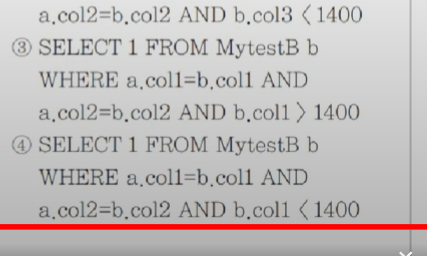 a.col2=b.col2 AND b.col3 〈 1400
③ SELECT 1 FROM MytestB b
WHERE a.col1=b.col1 AND
a.col2=b.col2 AND b.col1 〉 1400
④ SELECT 1 FROM MytestB b
WHERE a.col1=b.col1 AND
a.col2=b.col2 AND b.col1 〈 1400